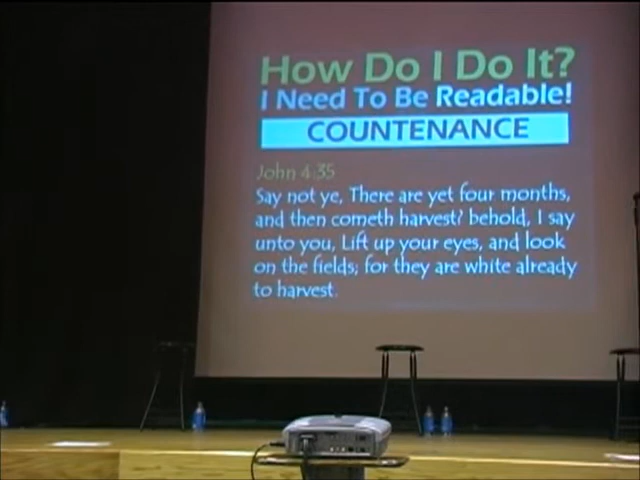 How Do I Do It?
I Need To Be Readable!
COUNTENANCE
John 4:35
Say not ye, There are yet four months,
and then cometh harvest? behold, I say
unto you, Lift up your eyes, and look
on the fields; for they are white already
to harvest.